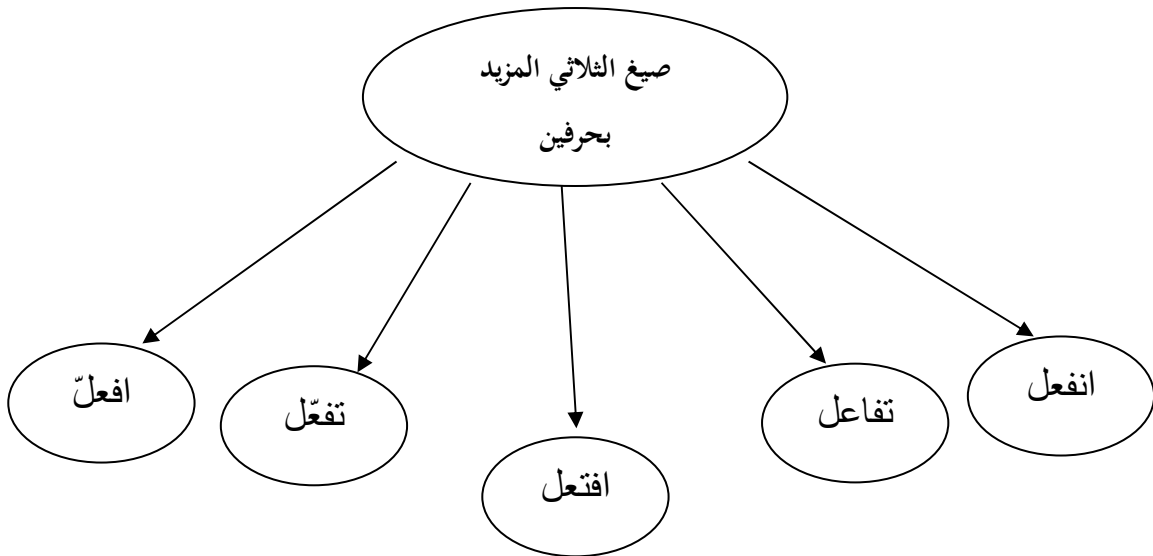 صيغ الثلاثي المزيد
بحرفين
انفعل
تفاعل
افتعل
تفعّل
افعلّ